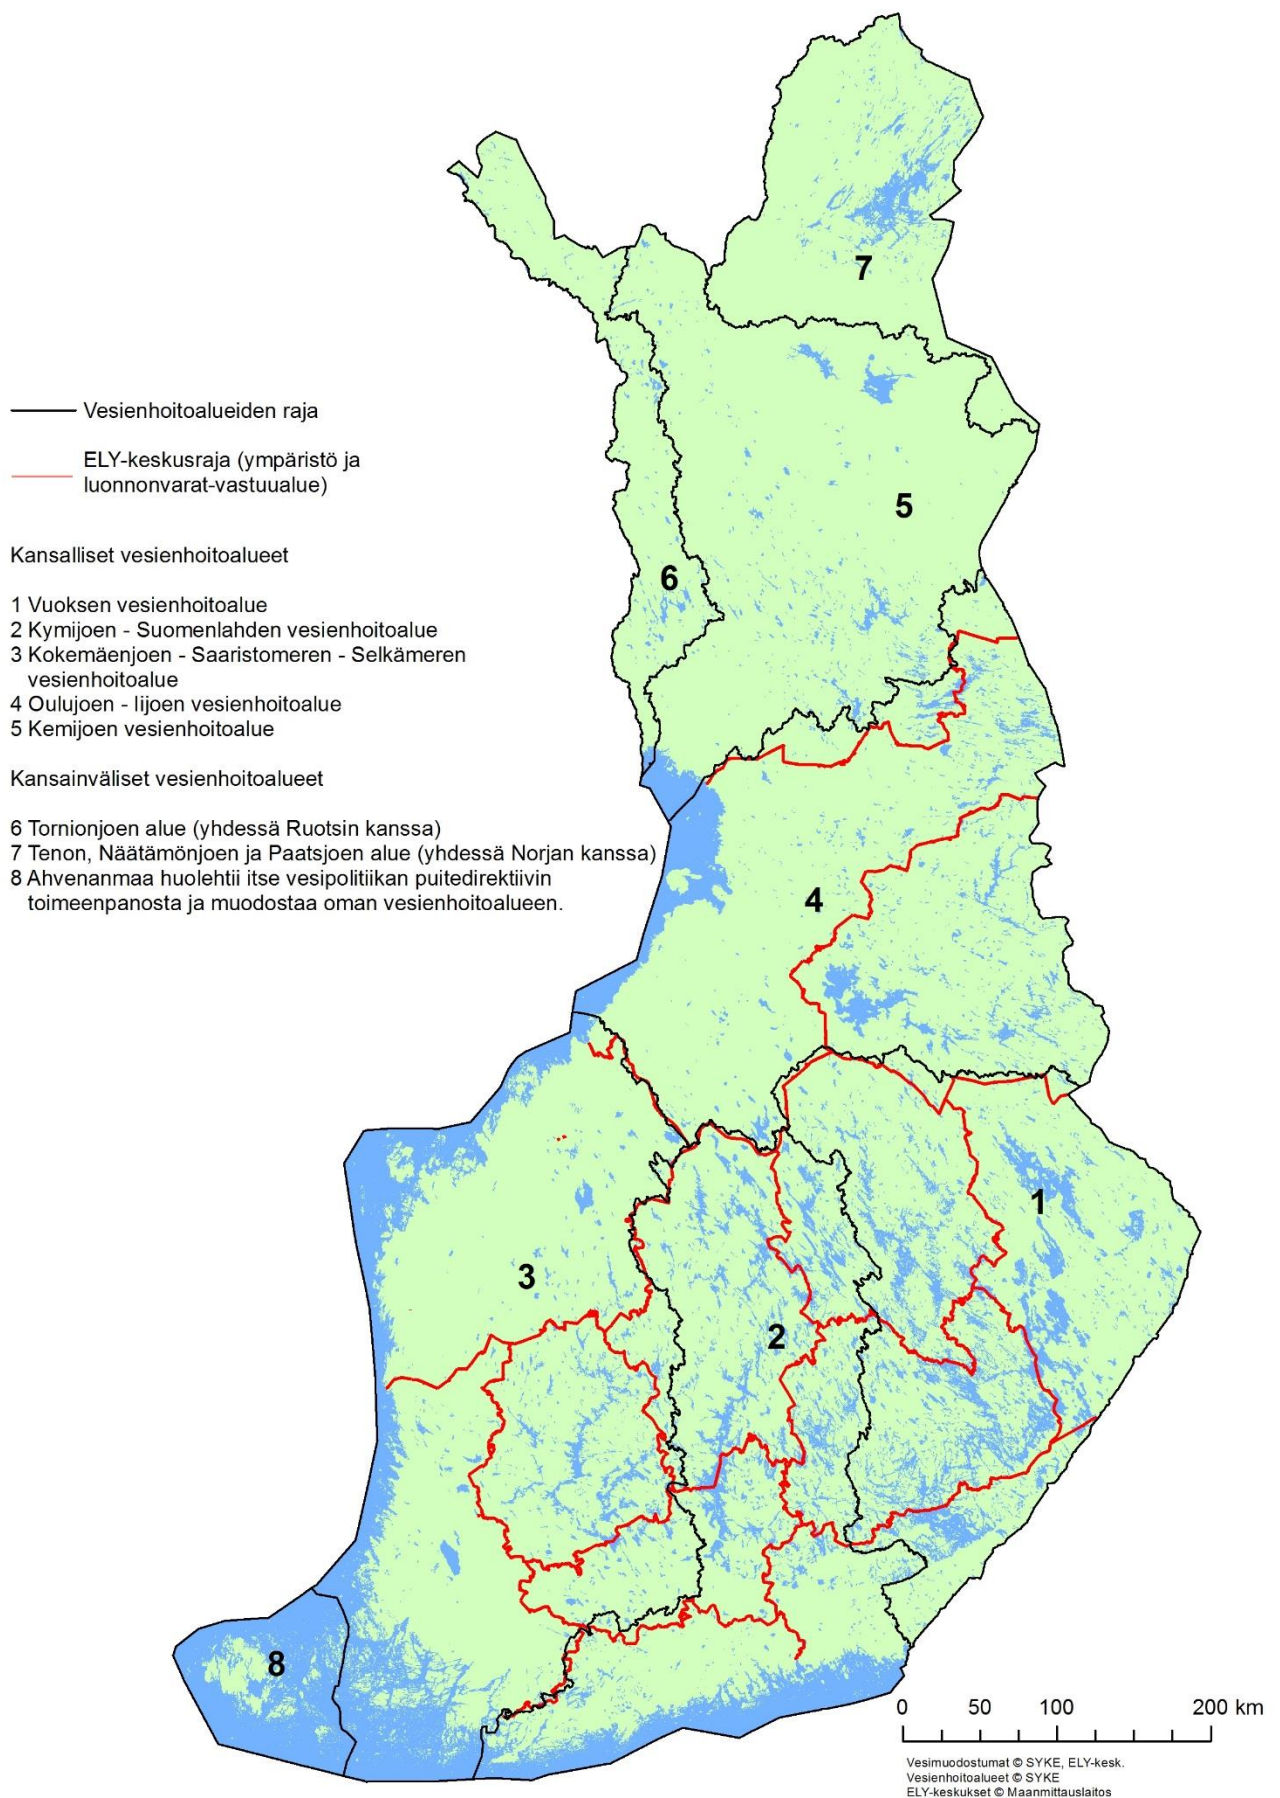 7
Vesienhoitoalueiden raja
ELY-keskusraja (ympäristö ja
luonnonvarat-vastuualue)
5
Kansalliset vesienhoitoalueet
6
1 Vuoksen vesienhoitoalue
2 Kymijoen - Suomenlahden vesienhoitoalue
3 Kokemäenjoen - Saaristomeren - Selkämeren
vesienhoitoalue
4 Oulujoen - Iijoen vesienhoitoalue
5 Kemijoen vesienhoitoalue
Kansainväliset vesienhoitoalueet
6 Tornionjoen alue (yhdessä Ruotsin kanssa)
7 Tenon, Näätämönjoen ja Paatsjoen alue (yhdessä Norjan kanssa)
8 Ahvenanmaa huolehtii itse vesipolitiikan puitedirektiivin
toimeenpanosta ja muodostaa oman vesienhoitoalueen.
4
1
3
2
8
0 50 100 200 km
Vesimuodostumat © SYKE, ELY-kesk.
Vesienhoitoalueet © SYKE
ELY-keskukset © Maanmittauslaitos